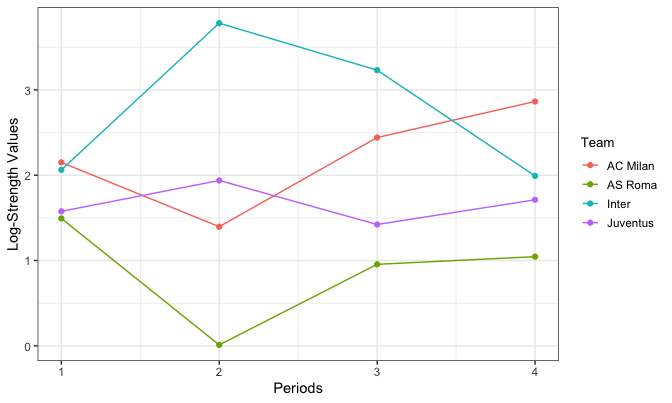 Log-Strength Values
3
2
1
0
1 2 3 4
Periods
Team
AC Milan
AS Roma
Inter
Juventus